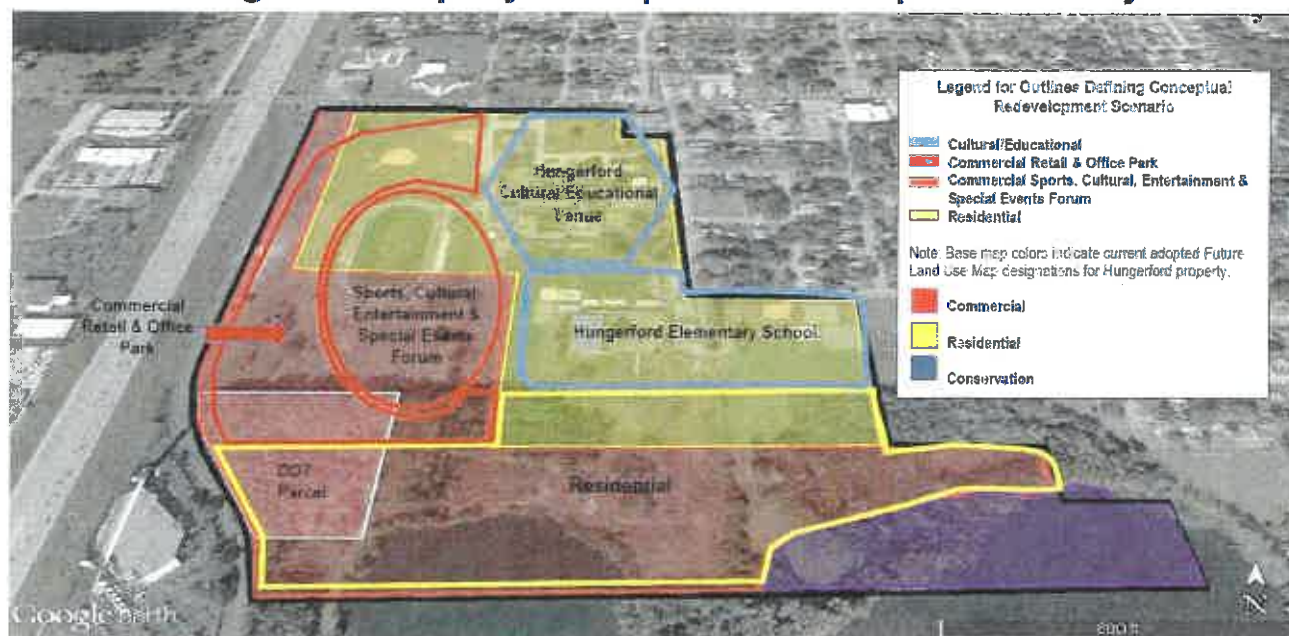 Legend for Outlines Defining Conceptual
Redevelopment Scenario
Cultural/Educational
Commercial Retail & Office Park
Commercial Sports, Cultural, Entertainment &
Special Events Forum
Residential
Note: Base map colors indicate current adopted Future
Land Use Map designations for Hungerford property.
Commercial
Residential
Conservation
Hungerford
Cultural Educational
Venue
Commercial
Retail & Office
Park
Sports, Cultural
Entertainment &
Special Events
Forum
Hungerford Elementary School
Parcel
Residential
Google earth
N